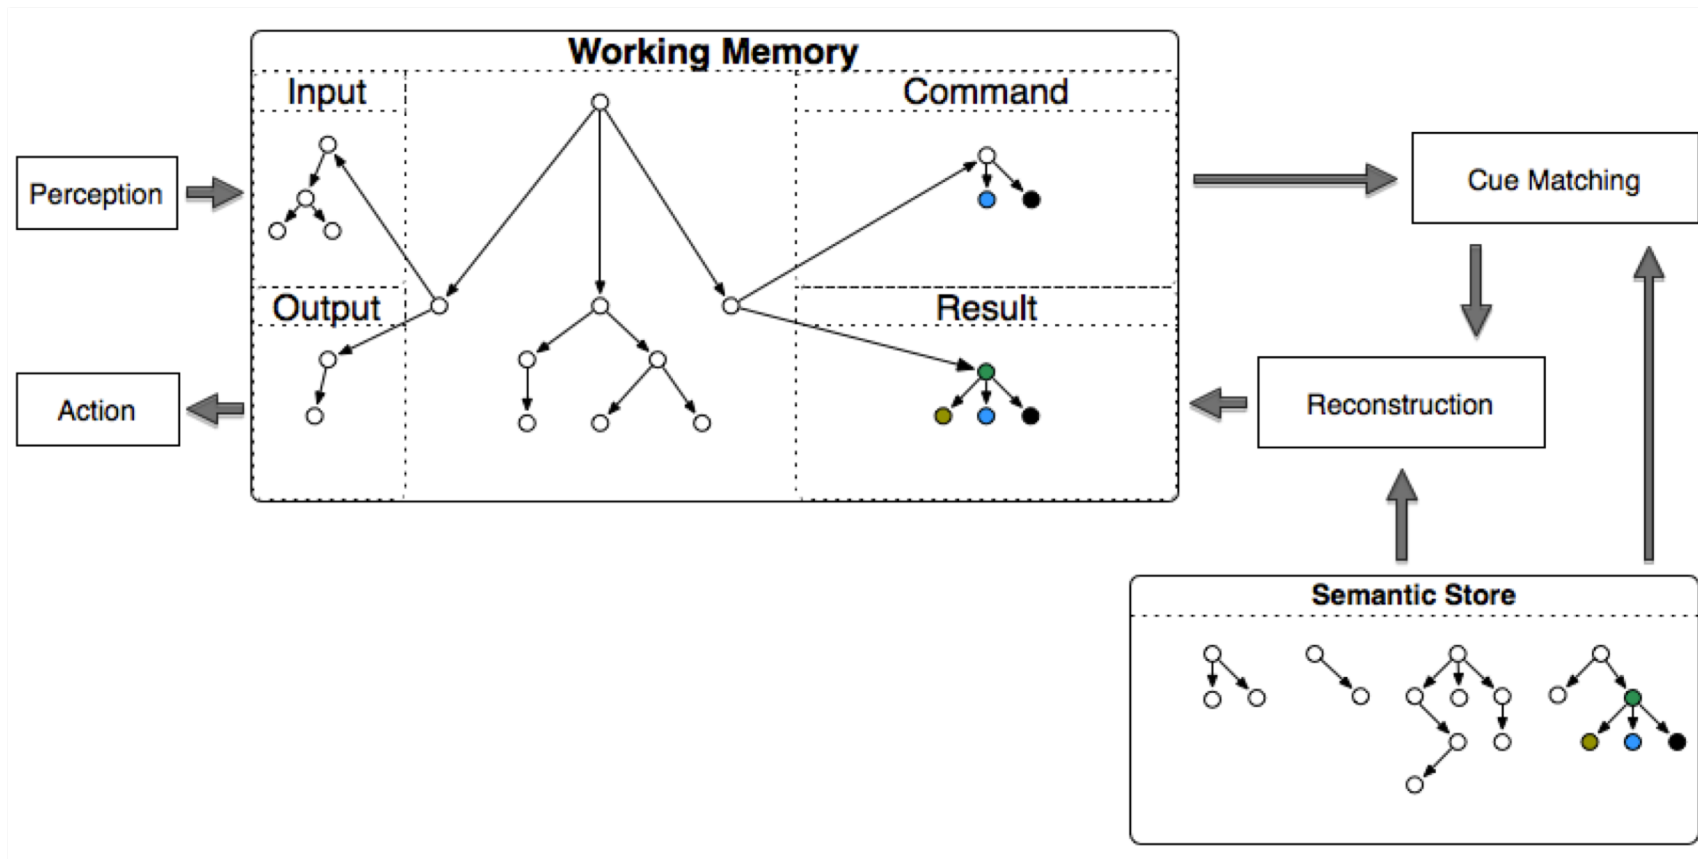 Working Memory
Input
Command
Perception
Cue Matching
Output
Result
Action
Reconstruction
Semantic Store